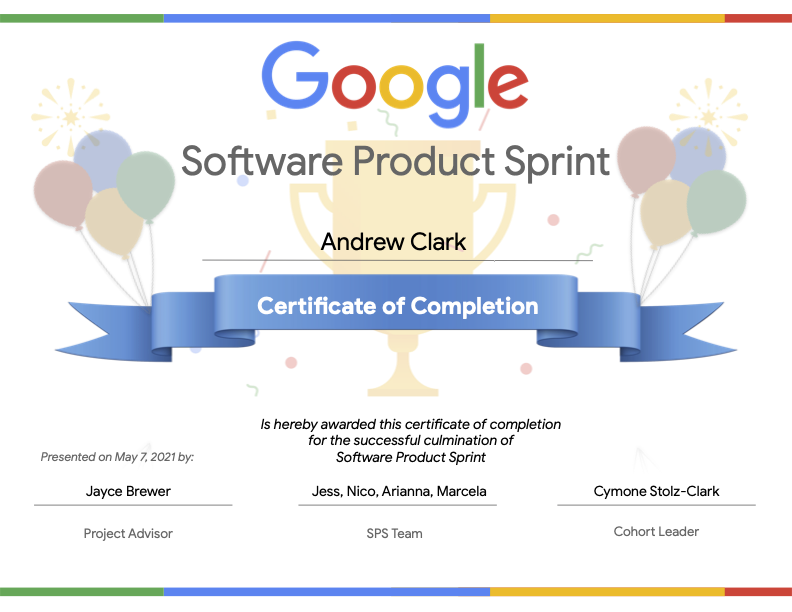 Google
Software Product Sprint
Andrew Clark
Certificate of Completion
Is hereby awarded this certificate of completion
for the successful culmination of
Software Product Sprint
Presented on May 7, 2021 by:
Jayce Brewer
Jess, Nico, Arianna, Marcela
Cymone Stolz-Clark
Project Advisor
SPS Team
Cohort Leader